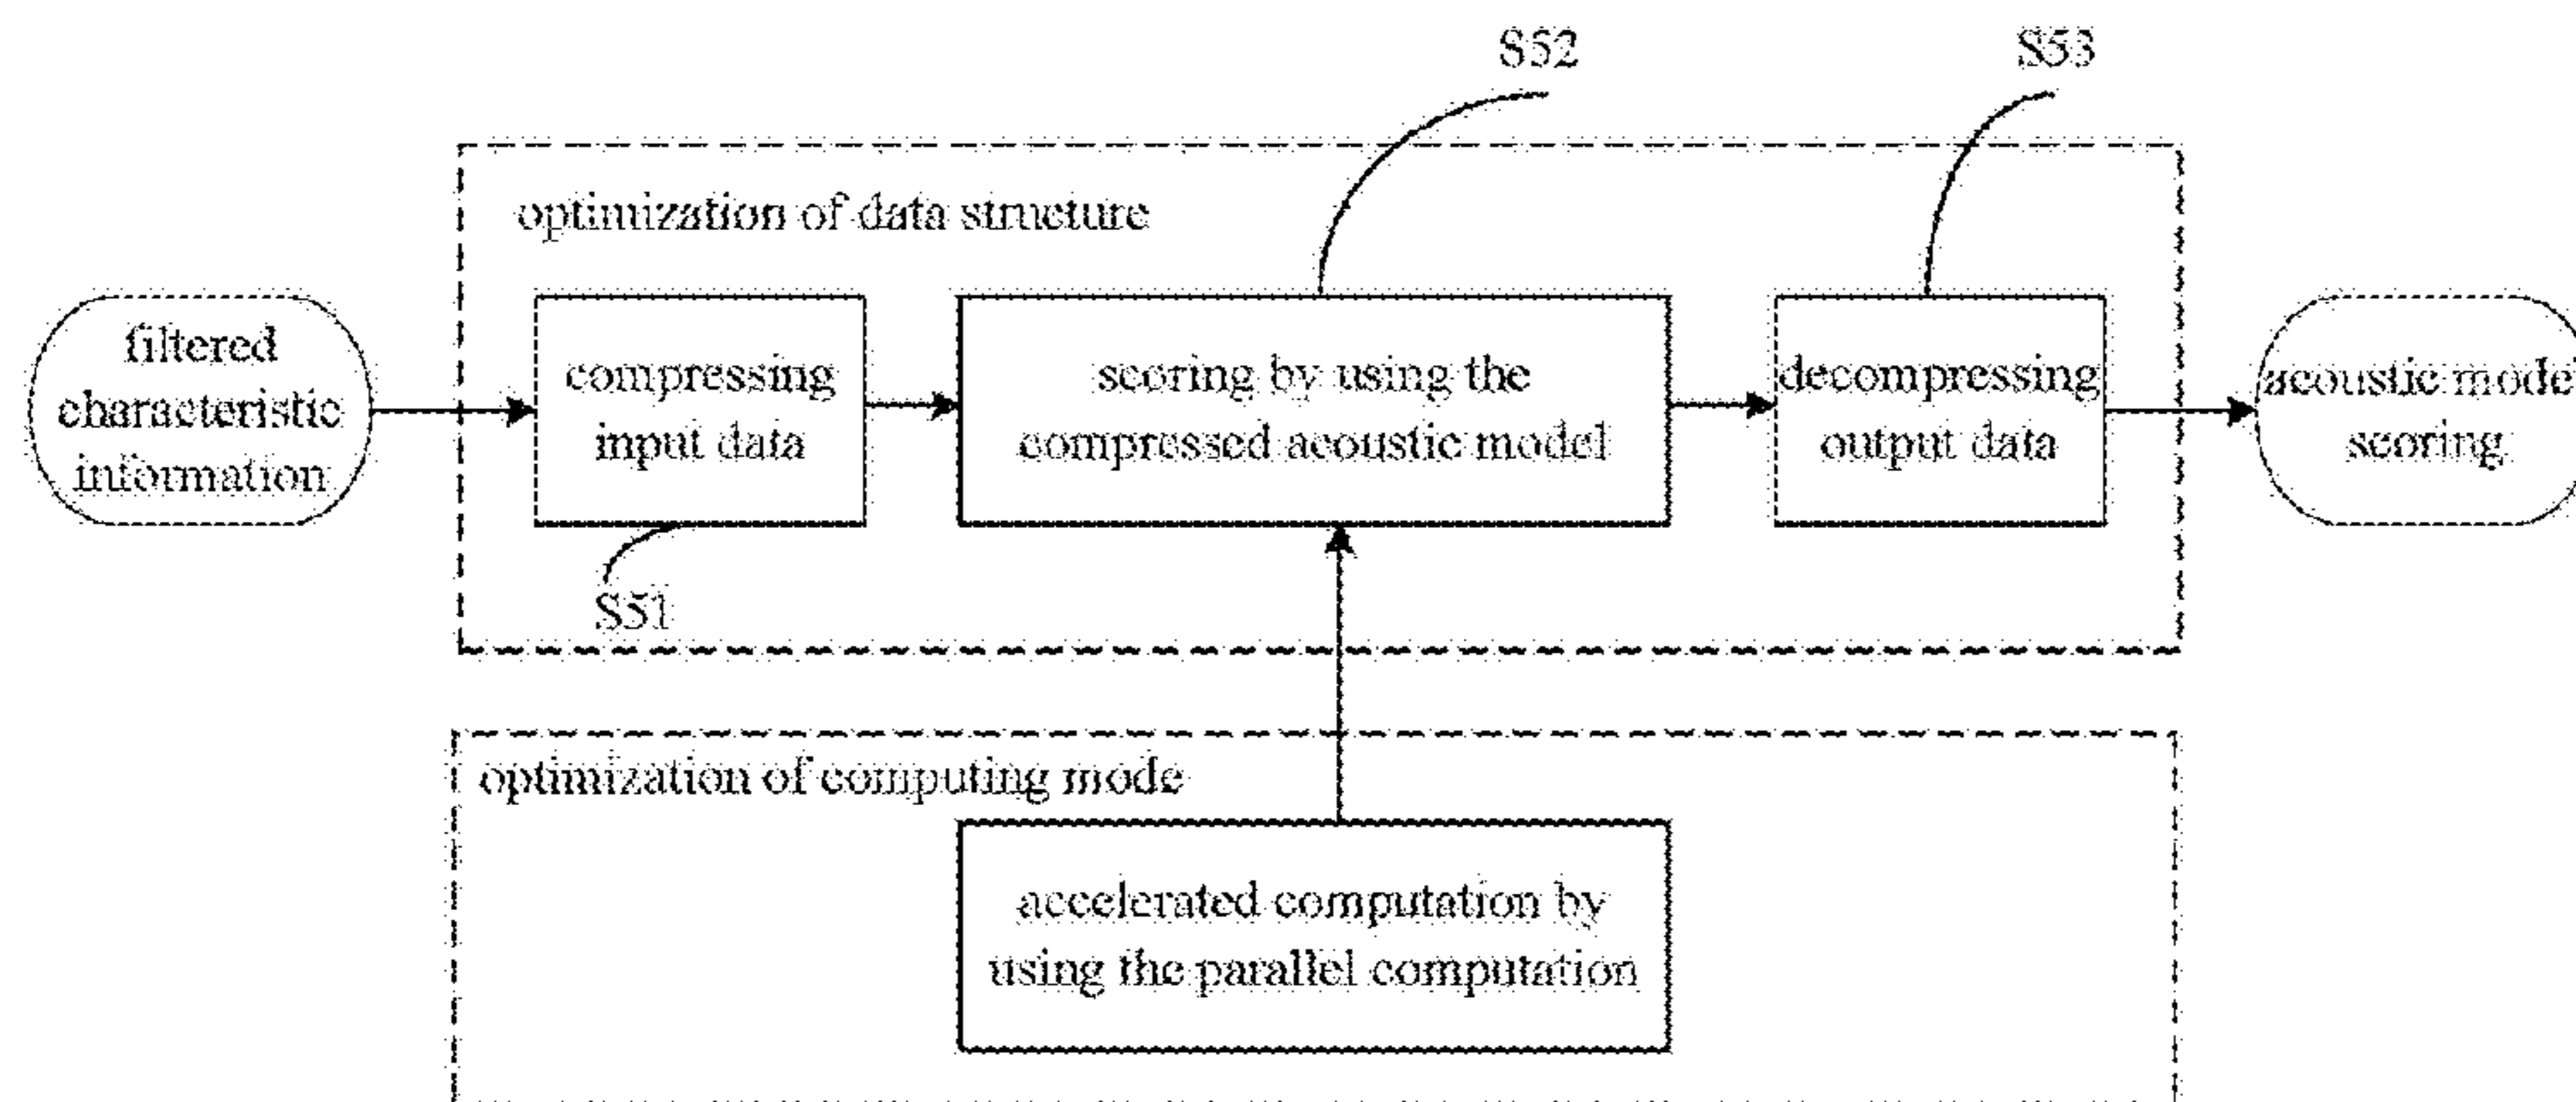 S52
S53
optimization of data structure
filtered
characteristic
information
compressing
input data
scoring by using the
compressed acoustic model
decompressing
output data
acoustic mode
scoring
S51
optimization of computing mode
accelerated computation by
using the parallel computation